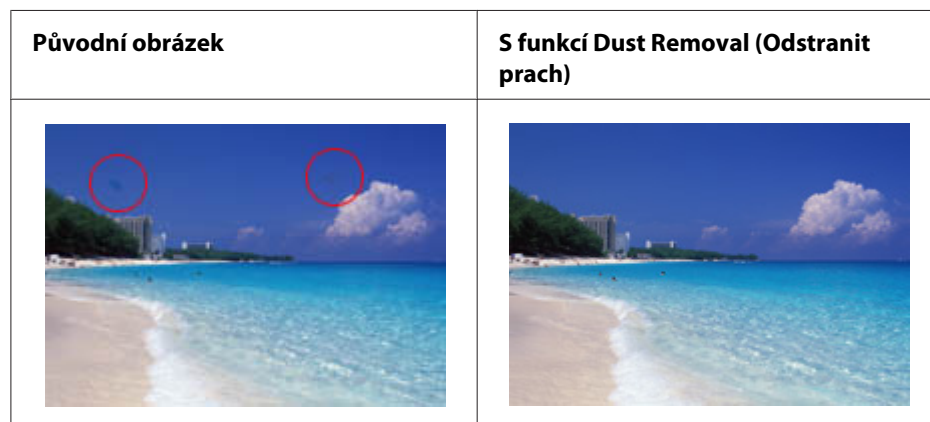 Původní obrázek
S funkcí Dust Removal (Odstranit
prach)